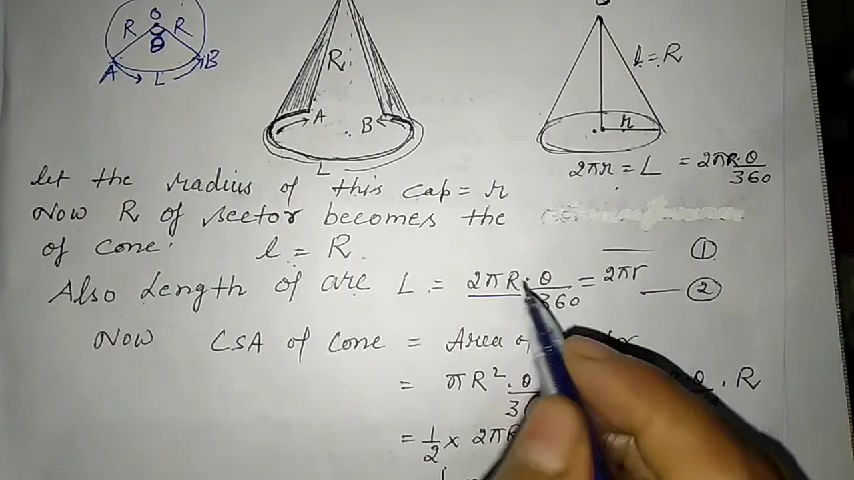 O
R R
θ
A L B
R
A B
L
l = R
r
2πr = L = 2πR.θ/360
let the radius of this cap = r
Now R of sector becomes the
of cone. l = R. ①
Also Length of arc L = 2πR.θ/360 = 2πr ②
Now CSA of Cone = Area of
= πR².θ/ θ . R
= 1/2 x 2πR